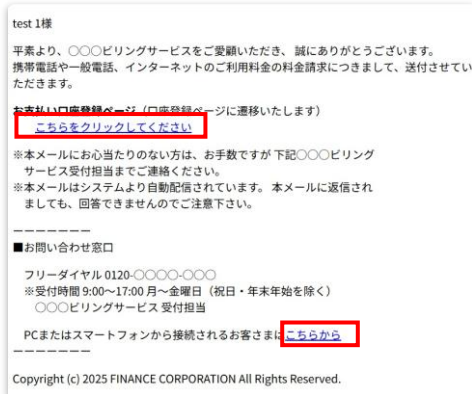 test 1様
平素より、〇〇〇ビリングサービスをご愛顧いただき、 誠にありがとうございます。
携帯電話や一般電話、インターネットのご利用料金の料金請求につきまして、送付させてい
ただきます。
お支払い口座登録ページ（口座登録ページに遷移いたします）
こちらをクリックしてください
※本メールにお心当たりのない方は、お手数ですが 下記〇〇〇ビリング
サービス受付担当までご連絡ください。
※本メールはシステムより自動配信されています。 本メールに返信され
ましても、回答できませんのでご注意下さい。
ーーーーーーー
■お問い合わせ窓口
フリーダイヤル 0120-〇〇〇〇-〇〇〇
※受付時間 9:00～17:00 月～金曜日（祝日・年末年始を除く）
〇〇〇ビリングサービス 受付担当
PCまたはスマートフォンから接続されるお客さまはこちらから
ーーーーーーー
Copyright (c) 2025 FINANCE CORPORATION All Rights Reserved.